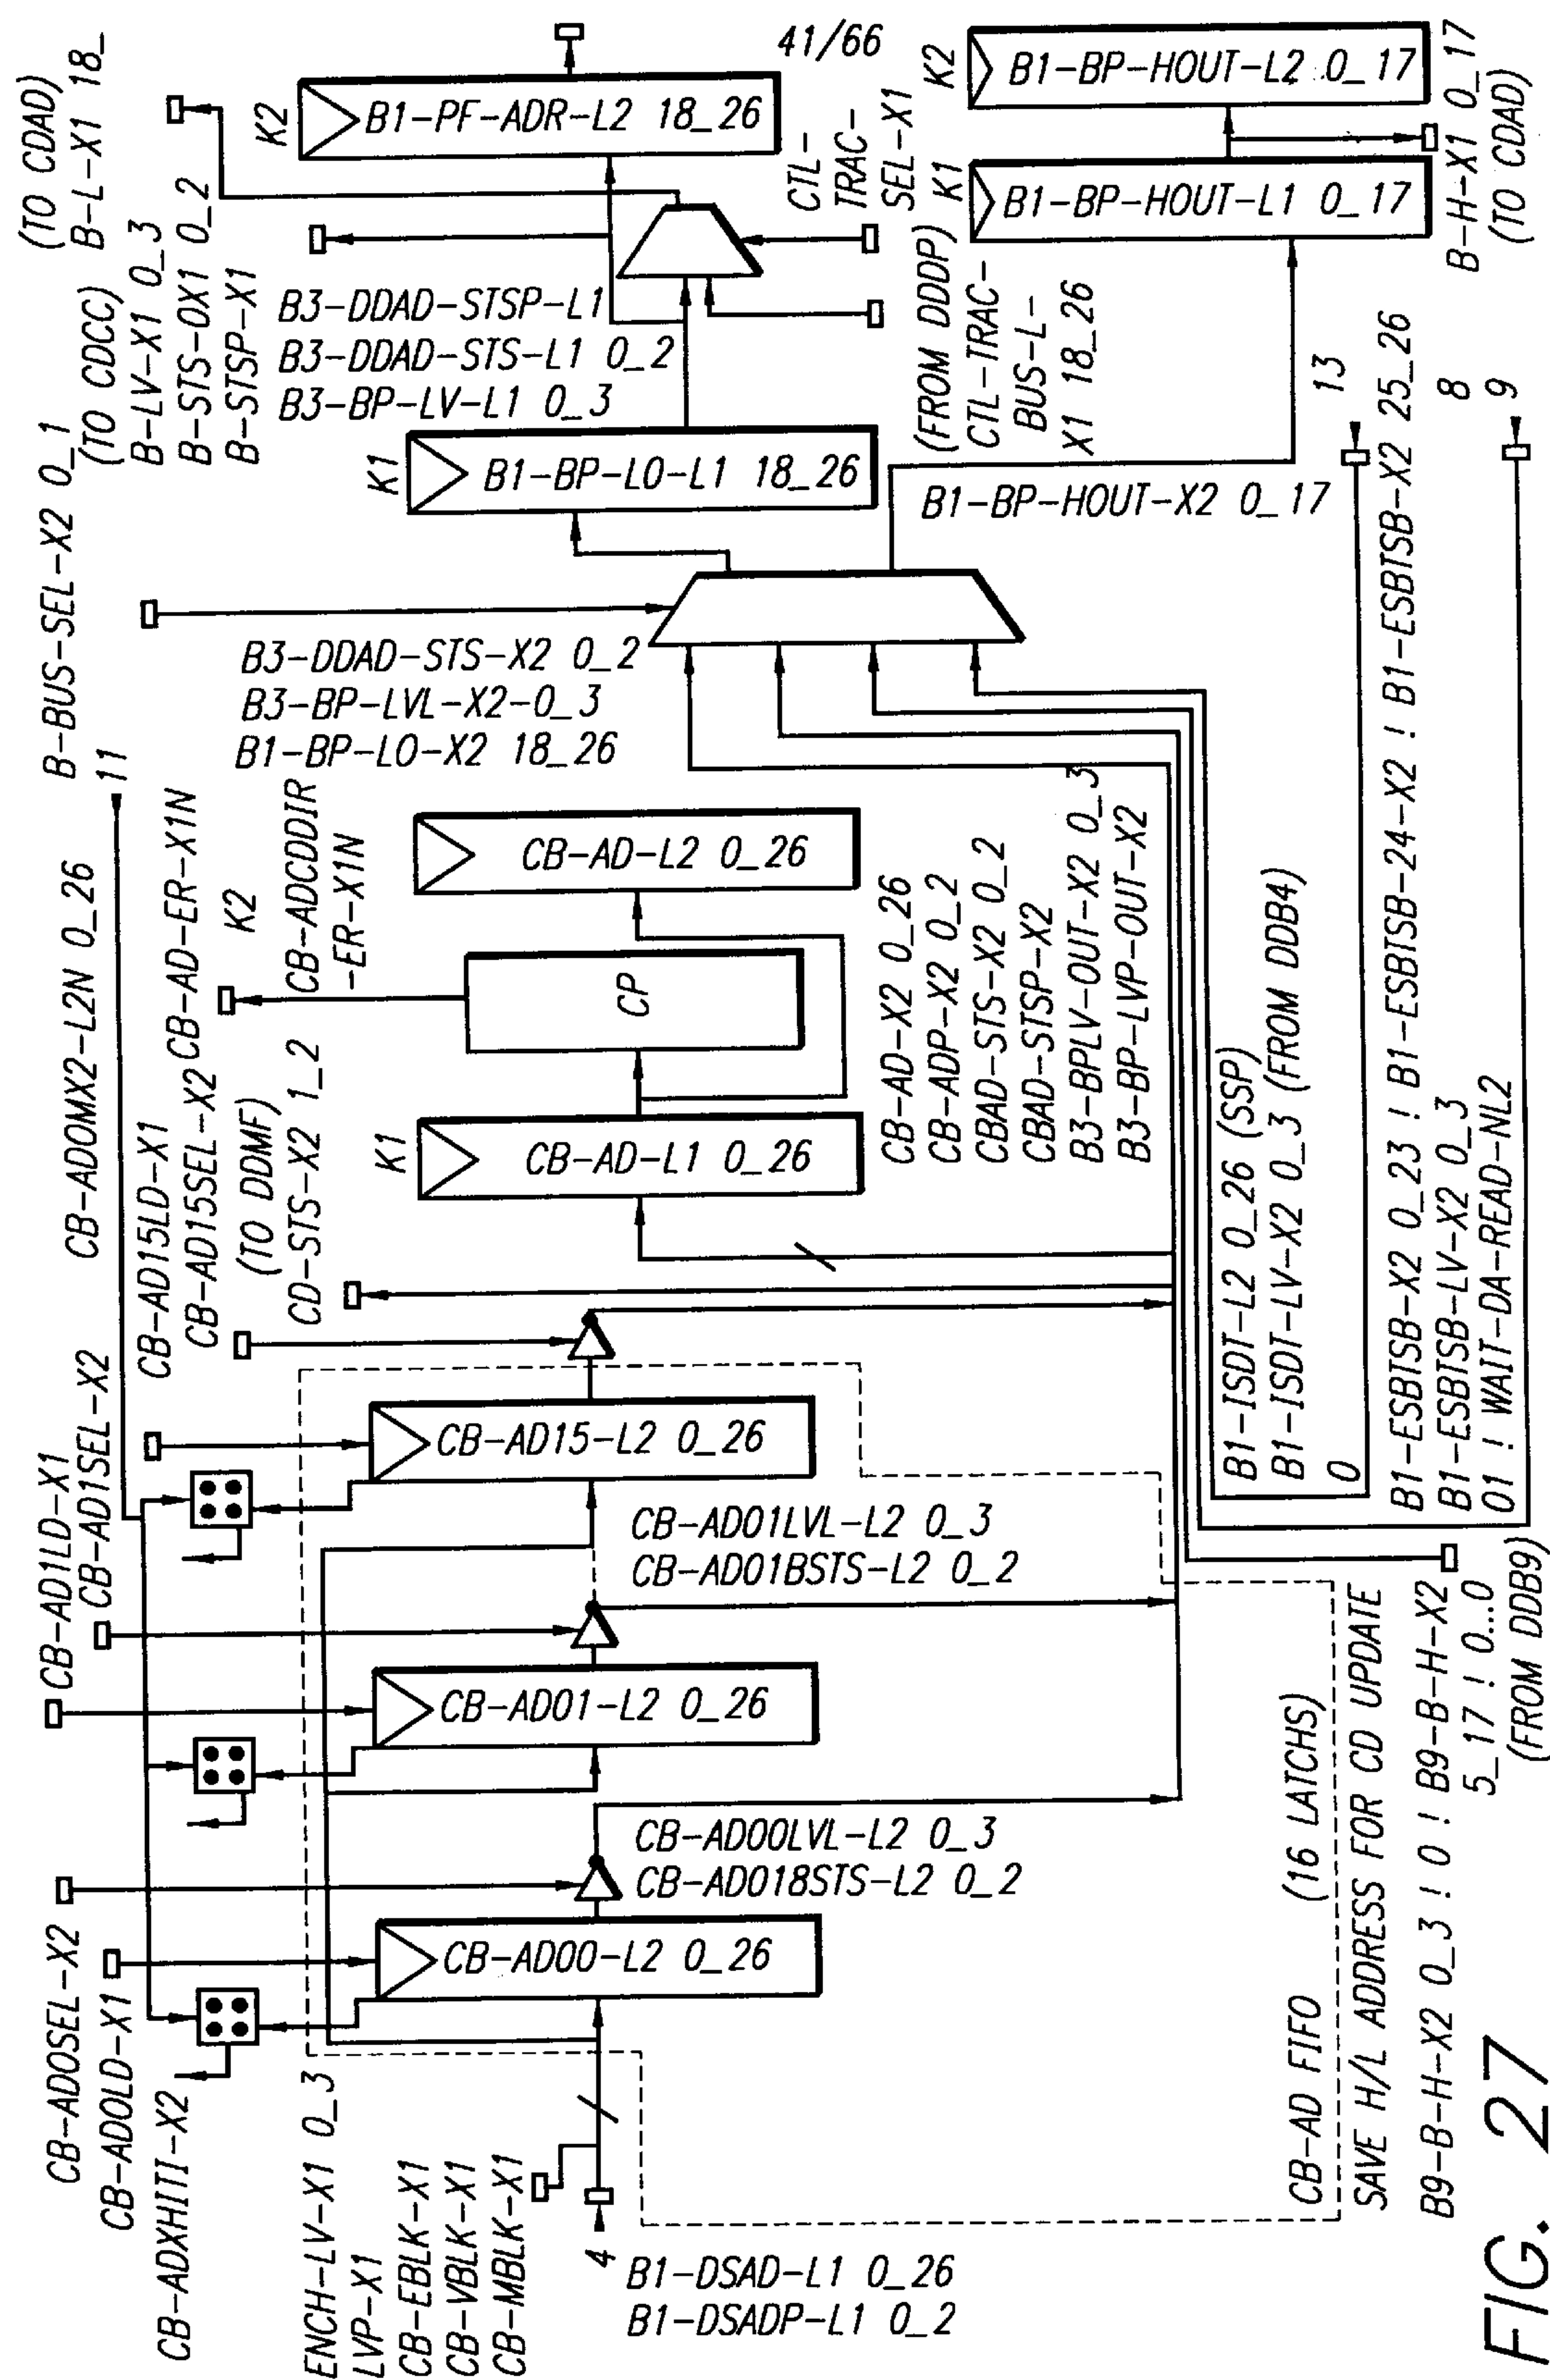 B-BUS-SEL-X2 0_1
(TO CDCC)
B-LV-X1 0_3
B-STS-0X1 0_2
B-STSP-X1
(TO CDAD)
B-L-X1 18_
11
CB-ADOMX2-L2N 0_26
CB-AD1LD-X1
CB-AD1SEL-X2
CB-AD15LD-X1
CB-AD15SEL-X2
(TO DDMF)
CD-STS-X2 1_2
CB-AD-ER-X1N
K2
CB-ADCDDIR
-ER-X1N
CB-ADOSEL-X2
CB-ADOLD-X1
CB-ADXHITI-X2
ENCH-LV-X1 0_3
LVP-X1
CB-EBLK-X1
CB-VBLK-X1
CB-MBLK-X1
4
B1-DSAD-L1 0_26
B1-DSADP-L1 0_2
CB-AD00-L2 0_26
CB-AD00LVL-L2 0_3
CB-AD018STS-L2 0_2
CB-AD01-L2 0_26
CB-AD01LVL-L2 0_3
CB-AD01BSTS-L2 0_2
CB-AD15-L2 0_26
K1
CB-AD-L1 0_26
CP
CB-AD-L2 0_26
CB-AD-X2 0_26
CB-ADP-X2 0_2
CBAD-STS-X2 0_2
CBAD-STSP-X2
B3-BPLV-OUT-X2 0_3
B3-BP-LVP-OUT-X2
B3-DDAD-STS-X2 0_2
B3-BP-LVL-X2-0_3
B1-BP-LO-X2 18_26
K1
B1-BP-LO-L1 18_26
B3-DDAD-STSP-L1
B3-DDAD-STS-L1 0_2
B3-BP-LV-L1 0_3
K2
B1-PF-ADR-L2 18_26
41/66
CTL-
TRAC-
SEL-X1
(FROM DDDP)
CTL-TRAC-
BUS-L-
X1 18_26
B1-BP-HOUT-X2 0_17
K1
B1-BP-HOUT-L1 0_17
K2
B1-BP-HOUT-L2 0_17
B-H-X1 0_17
(TO CDAD)
13
B1-ISDT-L2 0_26 (SSP)
B1-ISDT-LV-X2 0_3 (FROM DDB4)
0
B1-ESBTSB-X2 0_23 ! B1-ESBTSB-24-X2 ! B1-ESBTSB-X2 25_26
B1-ESBTSB-LV-X2 0_3
01 ! WAIT-DA-READ-NL2
8
9
CB-AD FIFO (16 LATCHS)
SAVE H/L ADDRESS FOR CD UPDATE
B9-B-H-X2 0_3 ! 0 ! B9-B-H-X2
5_17 ! 0...0
(FROM DDB9)
FIG. 27